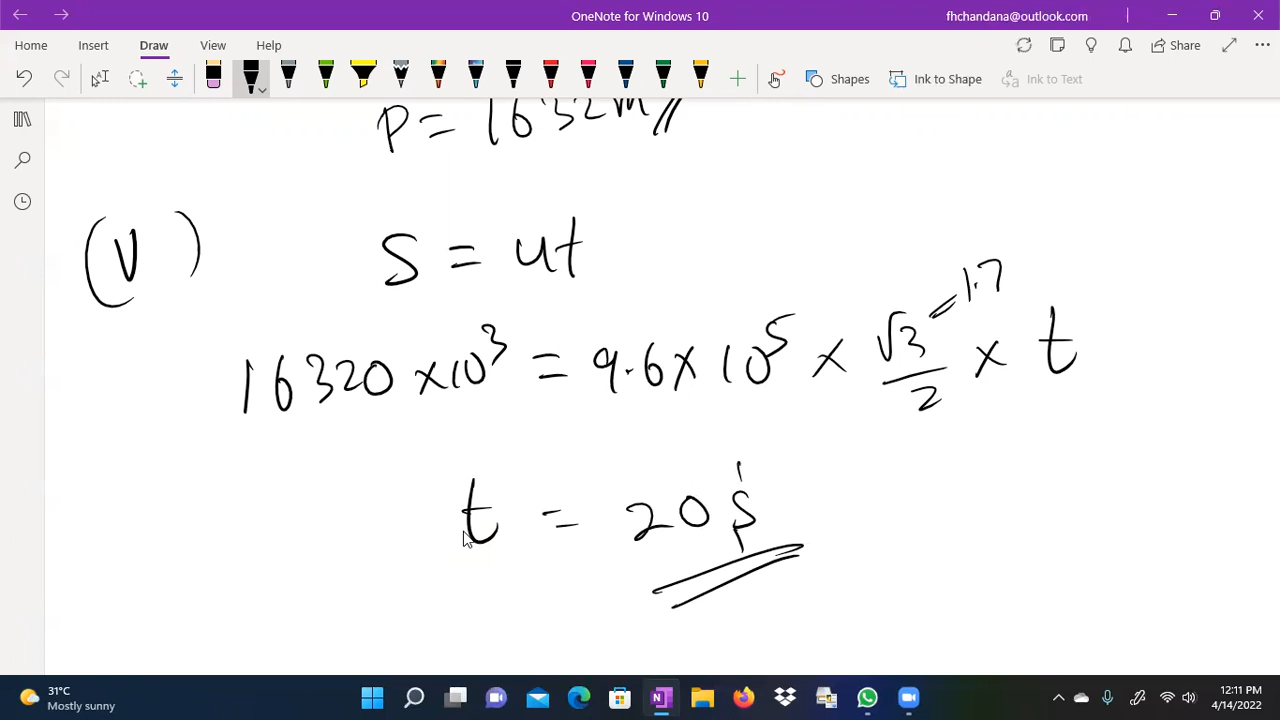 OneNote for Windows 10
fhchandana@outlook.com
Home Insert Draw View Help
Share
Shapes Ink to Shape Ink to Text
P = 1632m//
(V) S = ut
16320 ×10³ = 9.6 × 10⁵ × √3/2 × t
= 1.7
t = 20 s
31°C
Mostly sunny
12:11 PM
4/14/2022